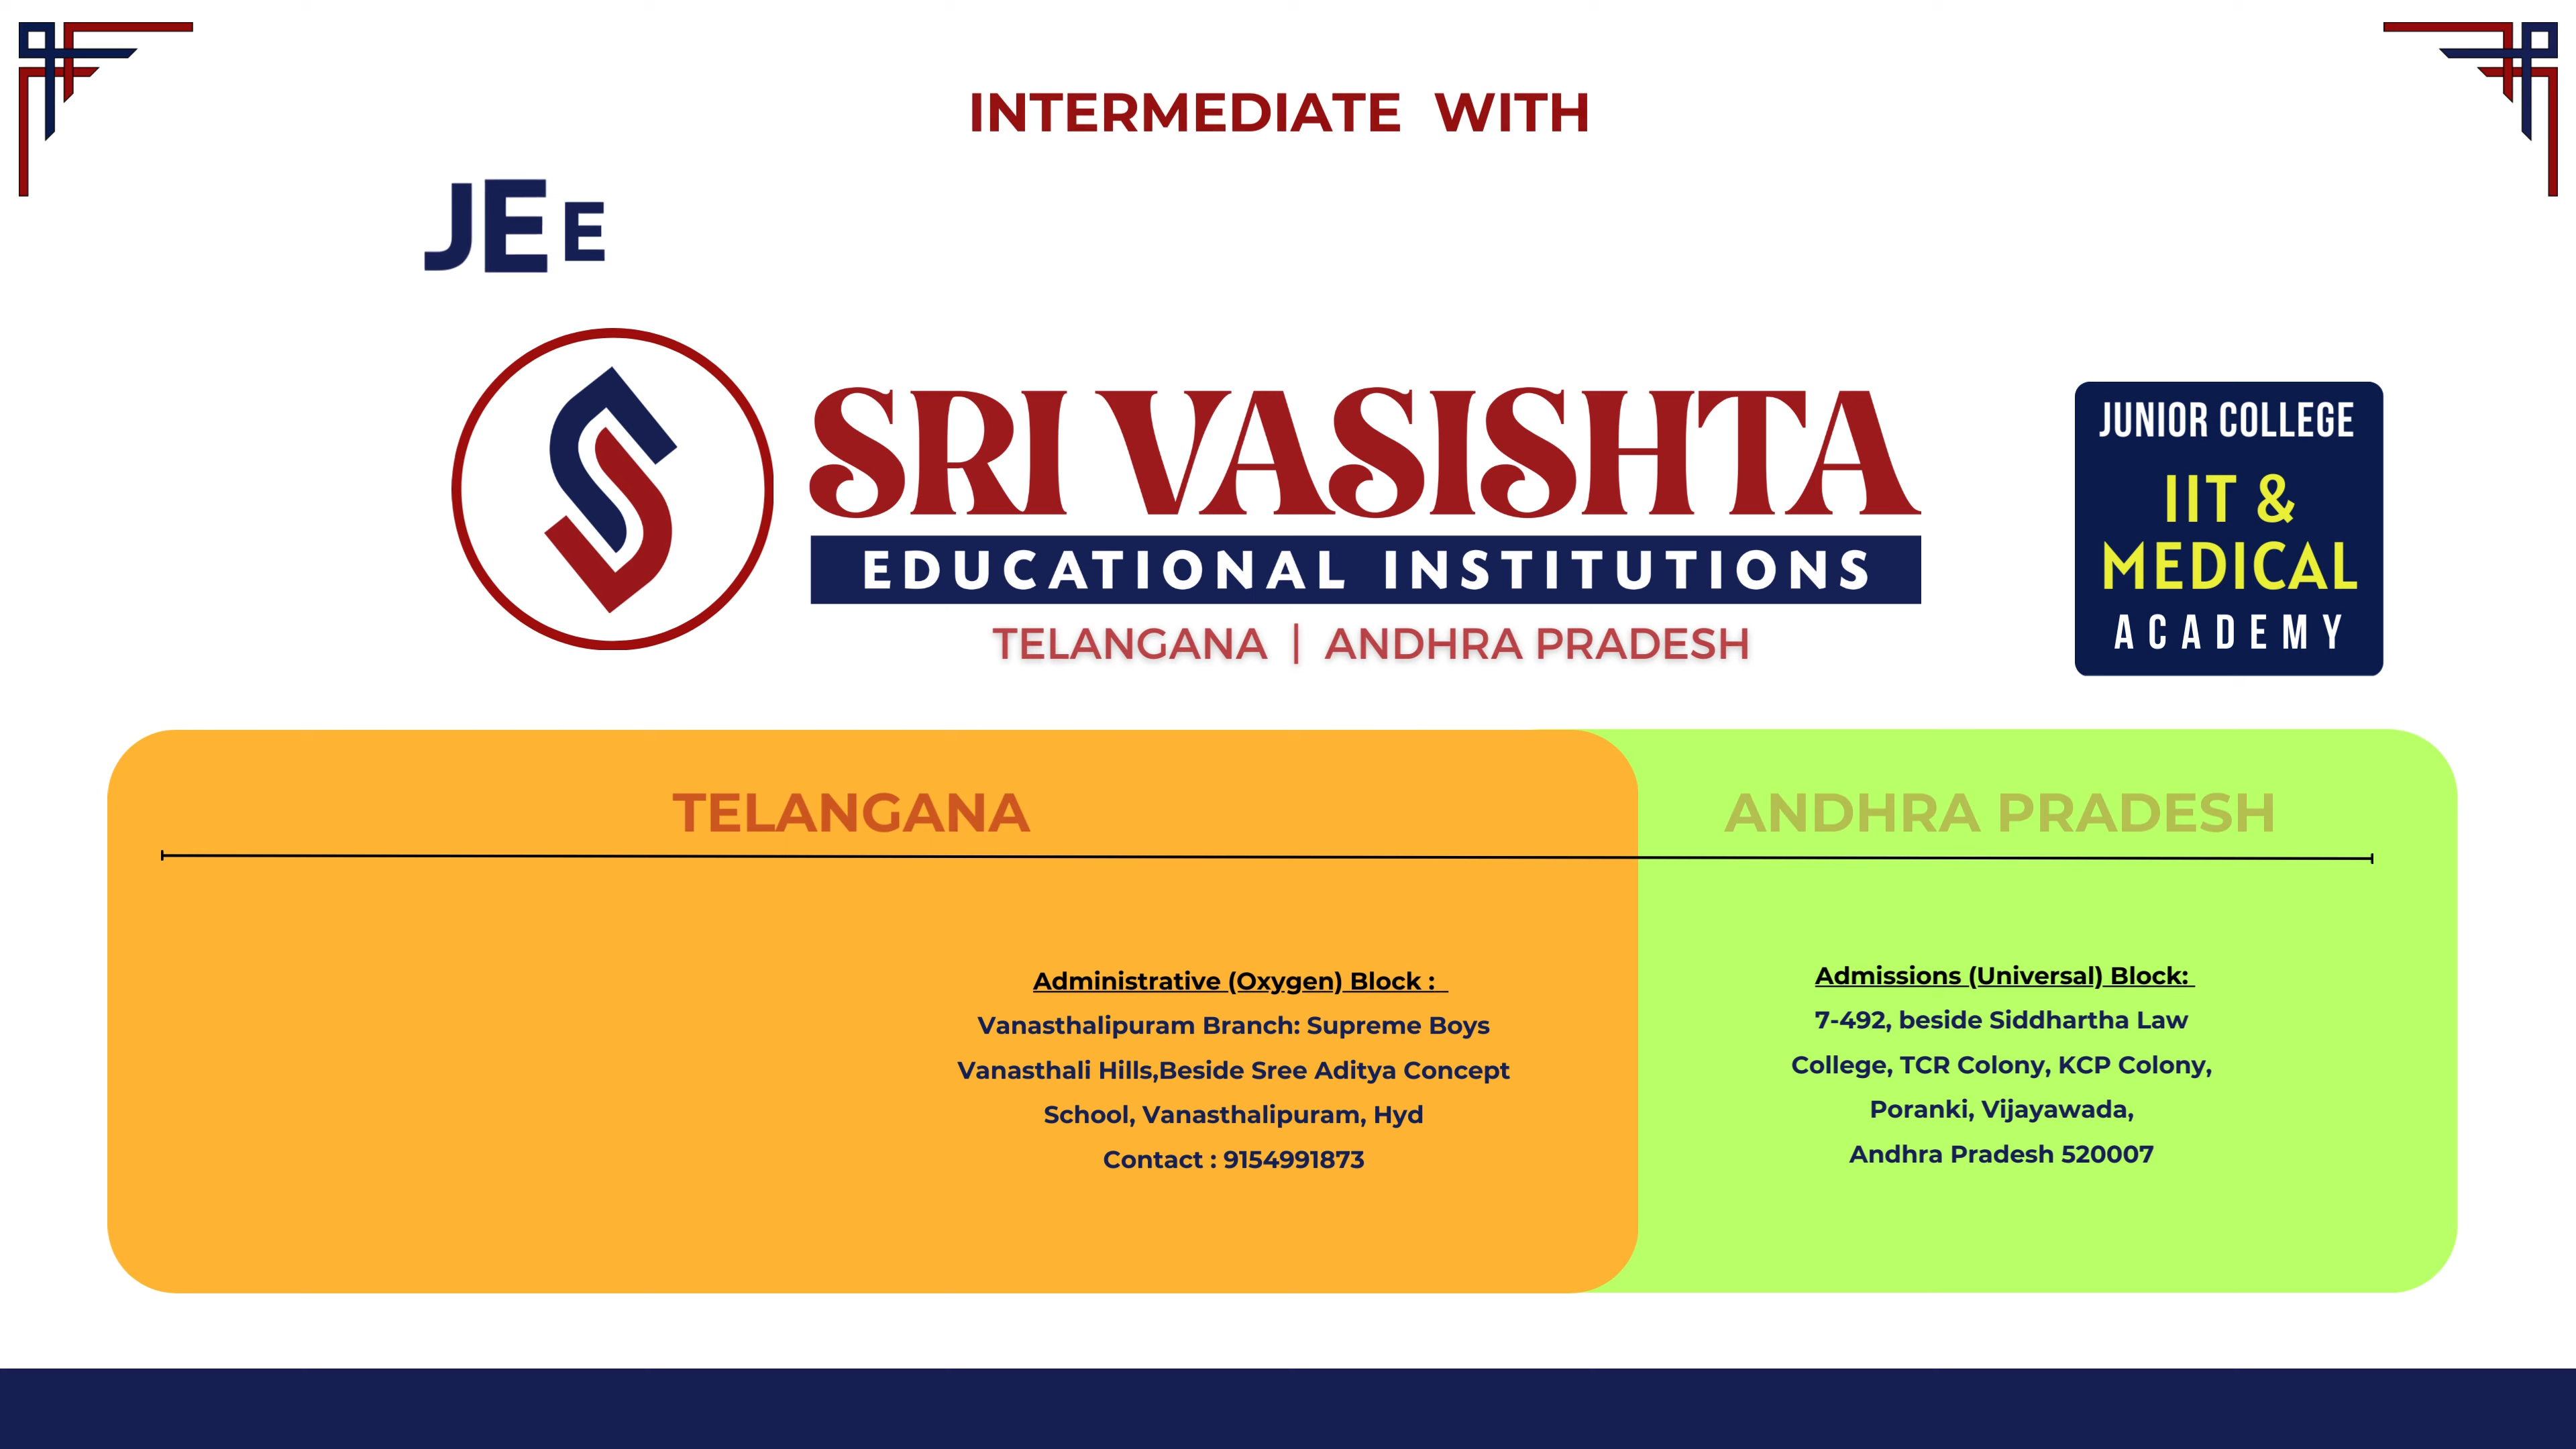 INTERMEDIATE WITH
JEE
SRI VASISHTA
EDUCATIONAL INSTITUTIONS
TELANGANA | ANDHRA PRADESH
JUNIOR COLLEGE
IIT &
MEDICAL
ACADEMY
TELANGANA
Administrative (Oxygen) Block :
Vanasthalipuram Branch: Supreme Boys
Vanasthali Hills,Beside Sree Aditya Concept
School, Vanasthalipuram, Hyd
Contact : 9154991873
ANDHRA PRADESH
Admissions (Universal) Block:
7-492, beside Siddhartha Law
College, TCR Colony, KCP Colony,
Poranki, Vijayawada,
Andhra Pradesh 520007